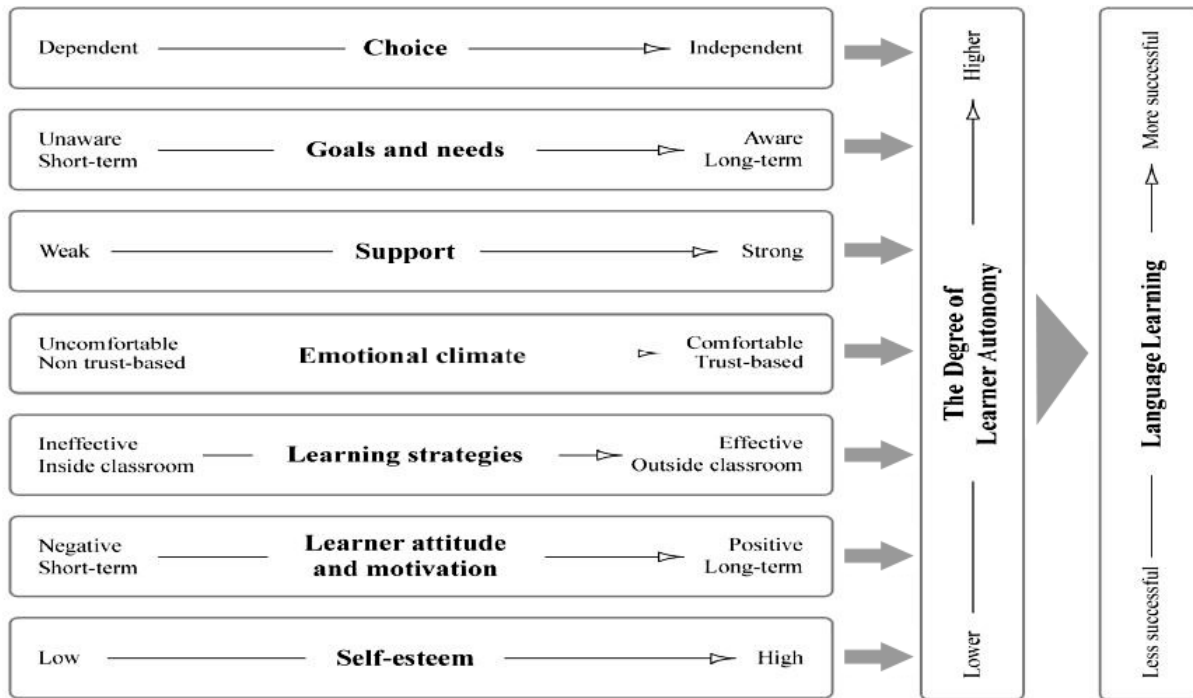 Dependent Choice Independent
Unaware
Short-term
Goals and needs
Aware
Long-term
Weak Support Strong
Uncomfortable
Non trust-based
Emotional climate
Comfortable
Trust-based
Ineffective
Inside classroom
Learning strategies
Effective
Outside classroom
Negative
Short-term
Learner attitude
and motivation
Positive
Long-term
Low Self-esteem High
Lower
The Degree of
Learner Autonomy
Higher
Less successful
Language Learning
More successful